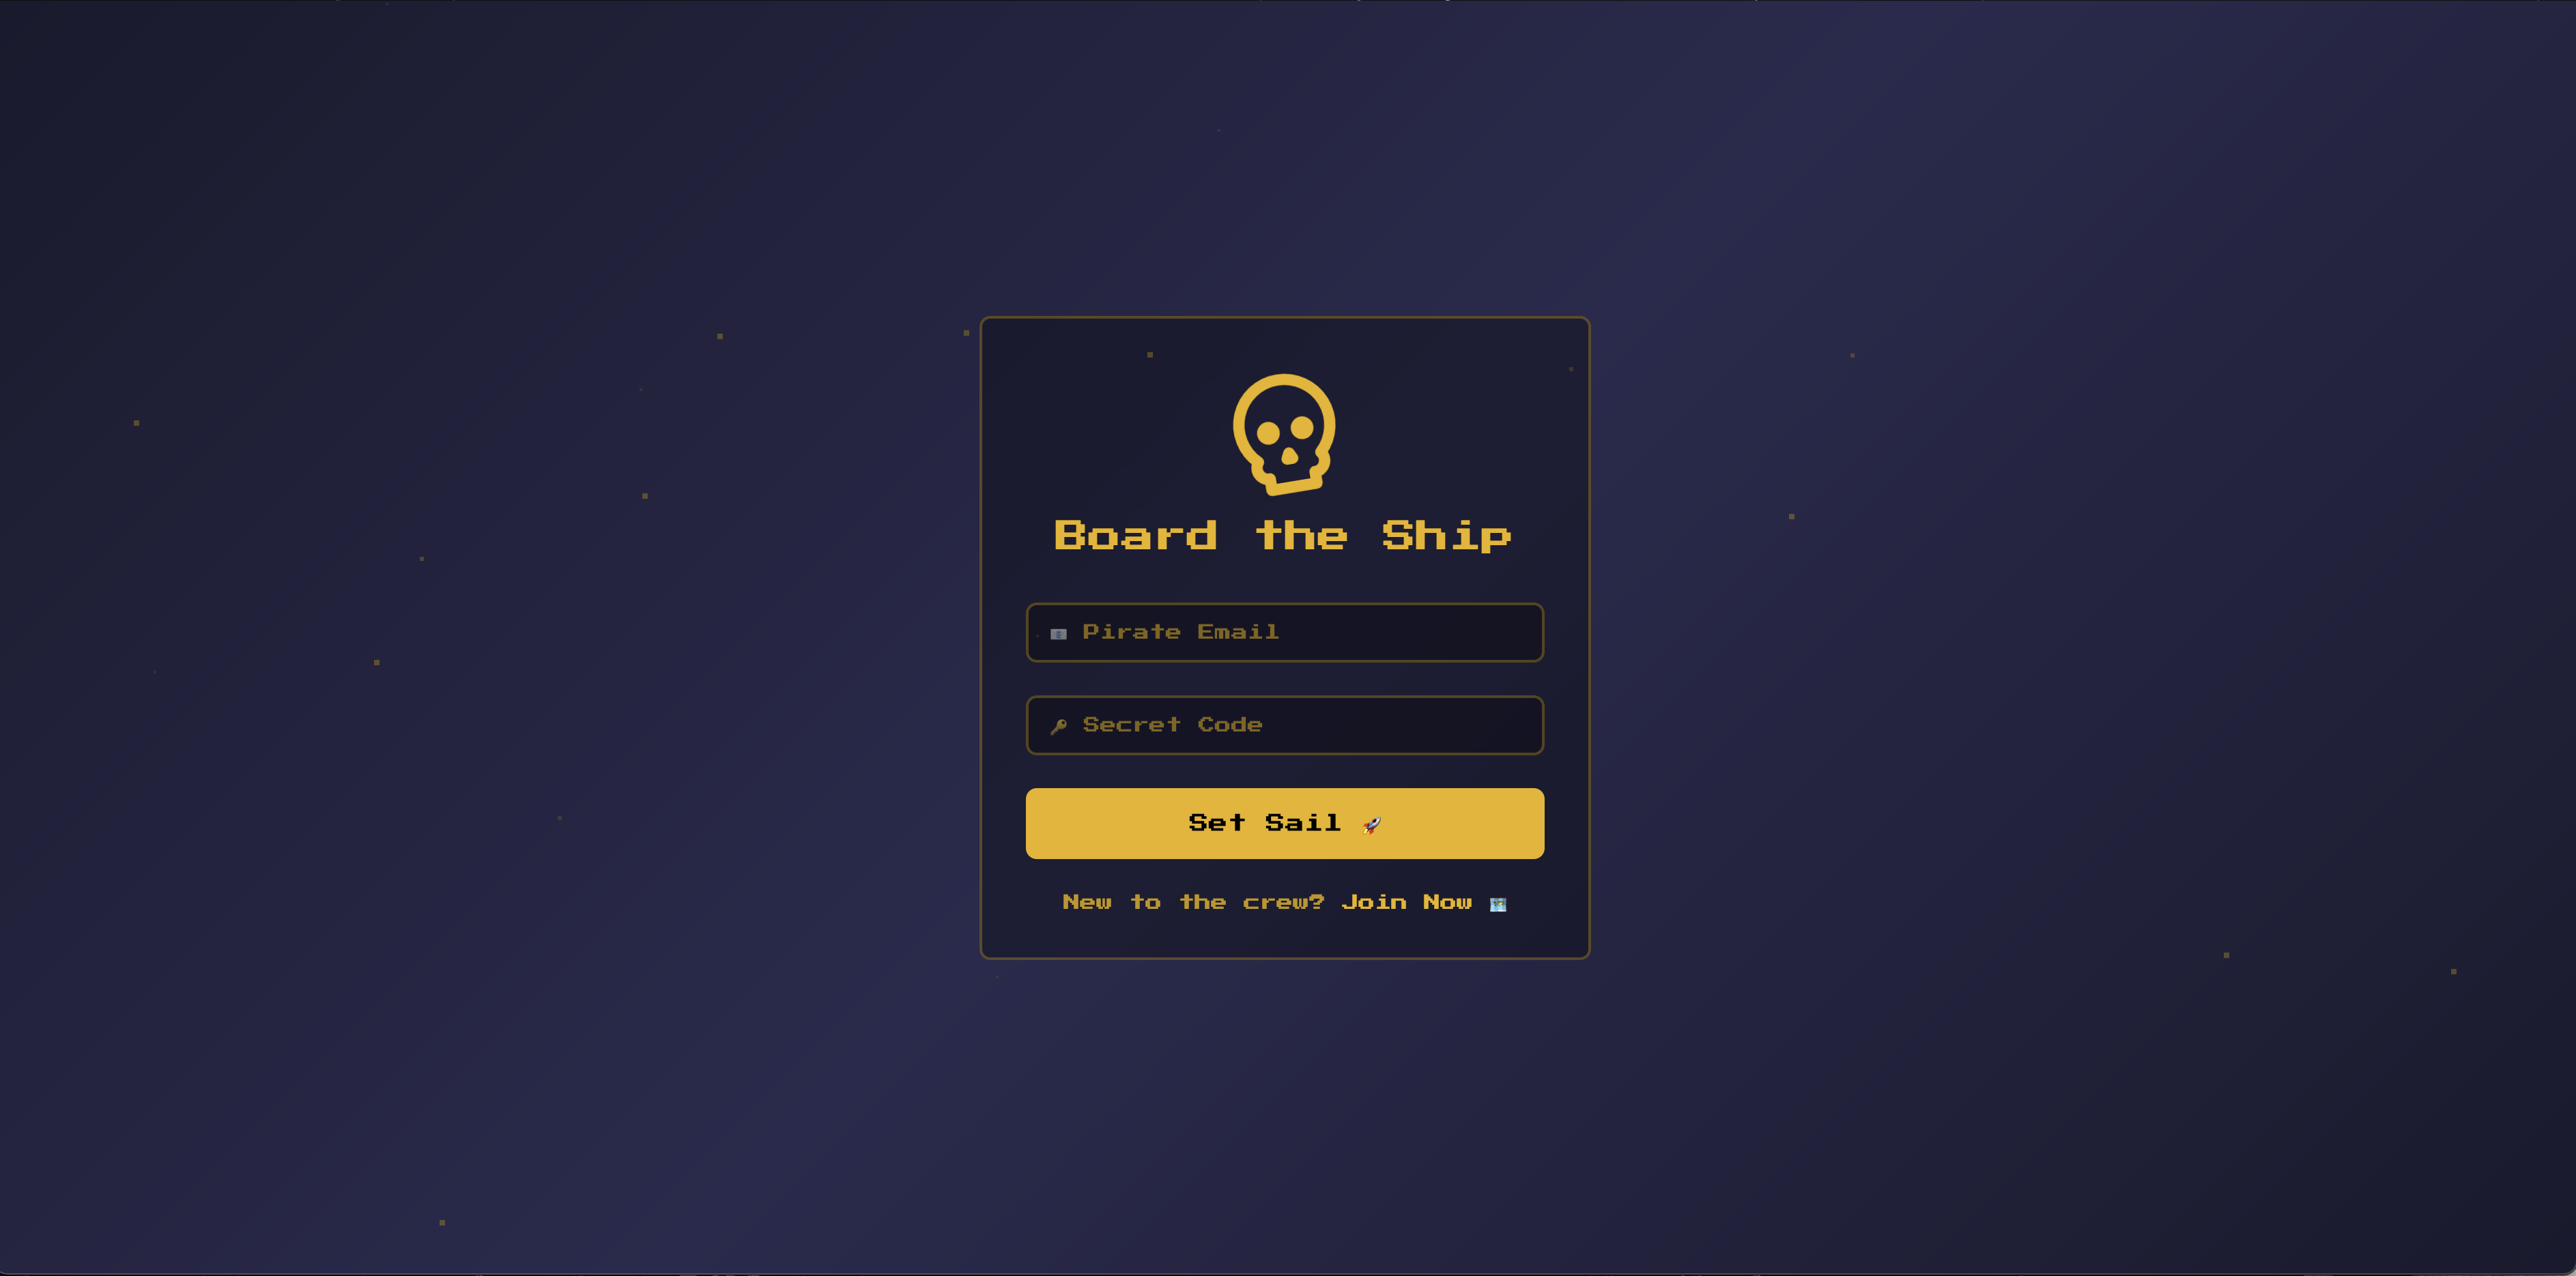 Board the Ship
📧 Pirate Email
🔑 Secret Code
Set Sail 🚀
New to the crew? Join Now 🗺️